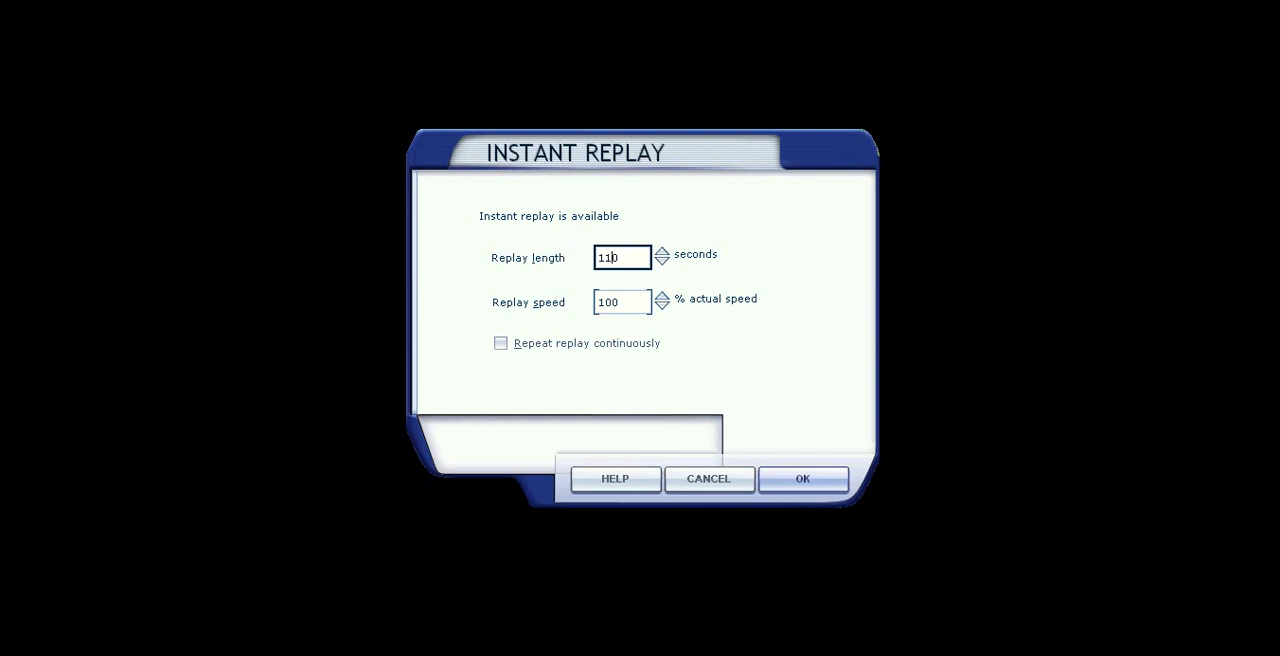 INSTANT REPLAY
Instant replay is available
Replay length 110 seconds
Replay speed 100 % actual speed
Repeat replay continuously
HELP CANCEL OK